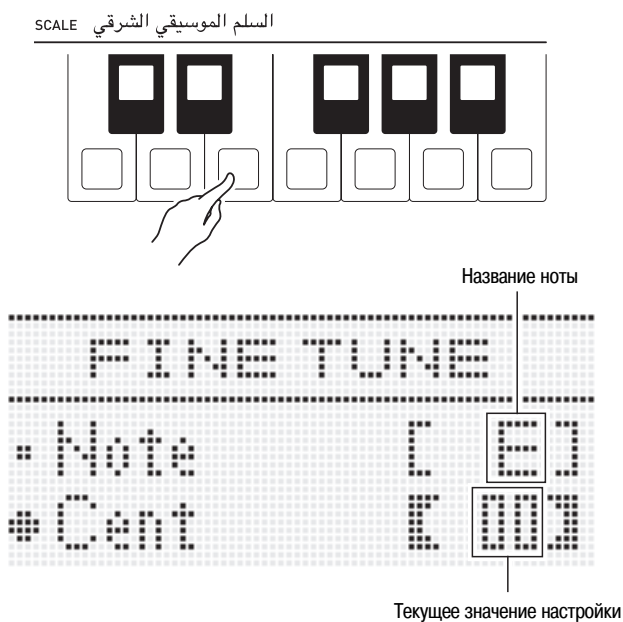 SCALE السلم الموسيقي الشرقي
Название ноты
FINE TUNE
Note [ E]
Cent [ 00]
Текущее значение настройки